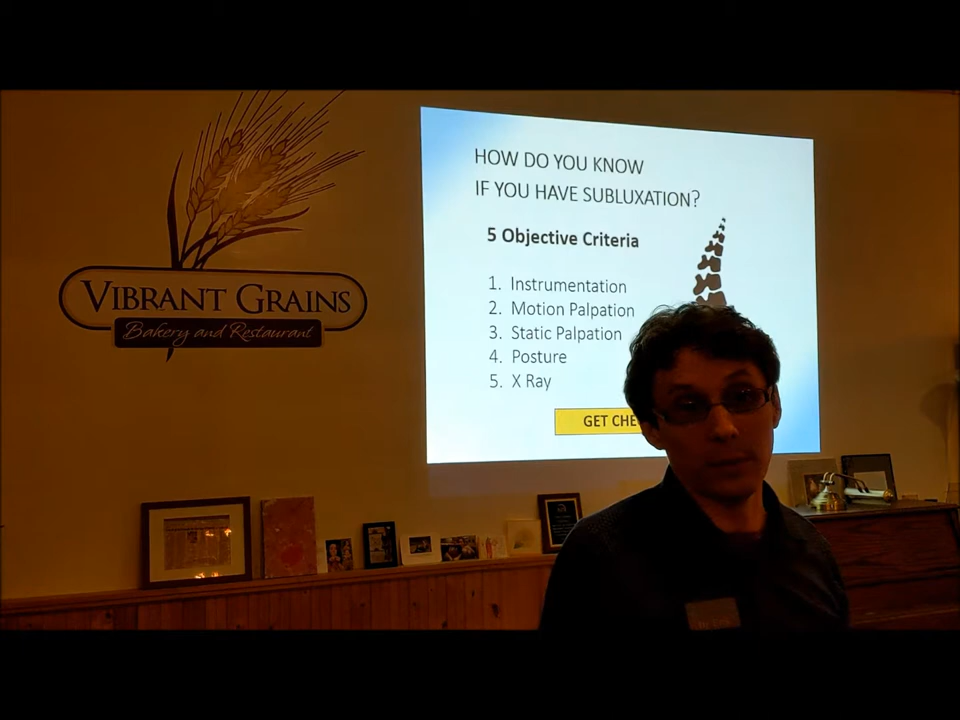 VIBRANT GRAINS
Bakery and Restaurant
HOW DO YOU KNOW
IF YOU HAVE SUBLUXATION?
5 Objective Criteria
1. Instrumentation
2. Motion Palpation
3. Static Palpation
4. Posture
5. X Ray
GET CHE